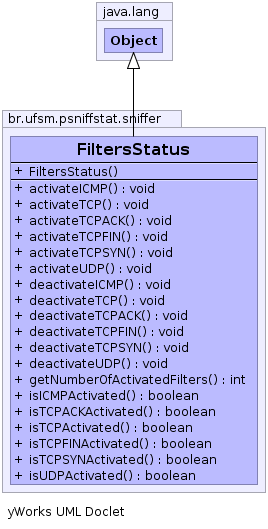 java.lang
Object
br.ufsm.psniffstat.sniffer
FiltersStatus
+ FiltersStatus()
+ activateICMP() : void
+ activateTCP() : void
+ activateTCPACK() : void
+ activateTCPFIN() : void
+ activateTCPSYN() : void
+ activateUDP() : void
+ deactivateICMP() : void
+ deactivateTCP() : void
+ deactivateTCPACK() : void
+ deactivateTCPFIN() : void
+ deactivateTCPSYN() : void
+ deactivateUDP() : void
+ getNumberOfActivatedFilters() : int
+ isICMPActivated() : boolean
+ isTCPACKActivated() : boolean
+ isTCPActivated() : boolean
+ isTCPFINActivated() : boolean
+ isTCPSYNActivated() : boolean
+ isUDPActivated() : boolean
yWorks UML Doclet